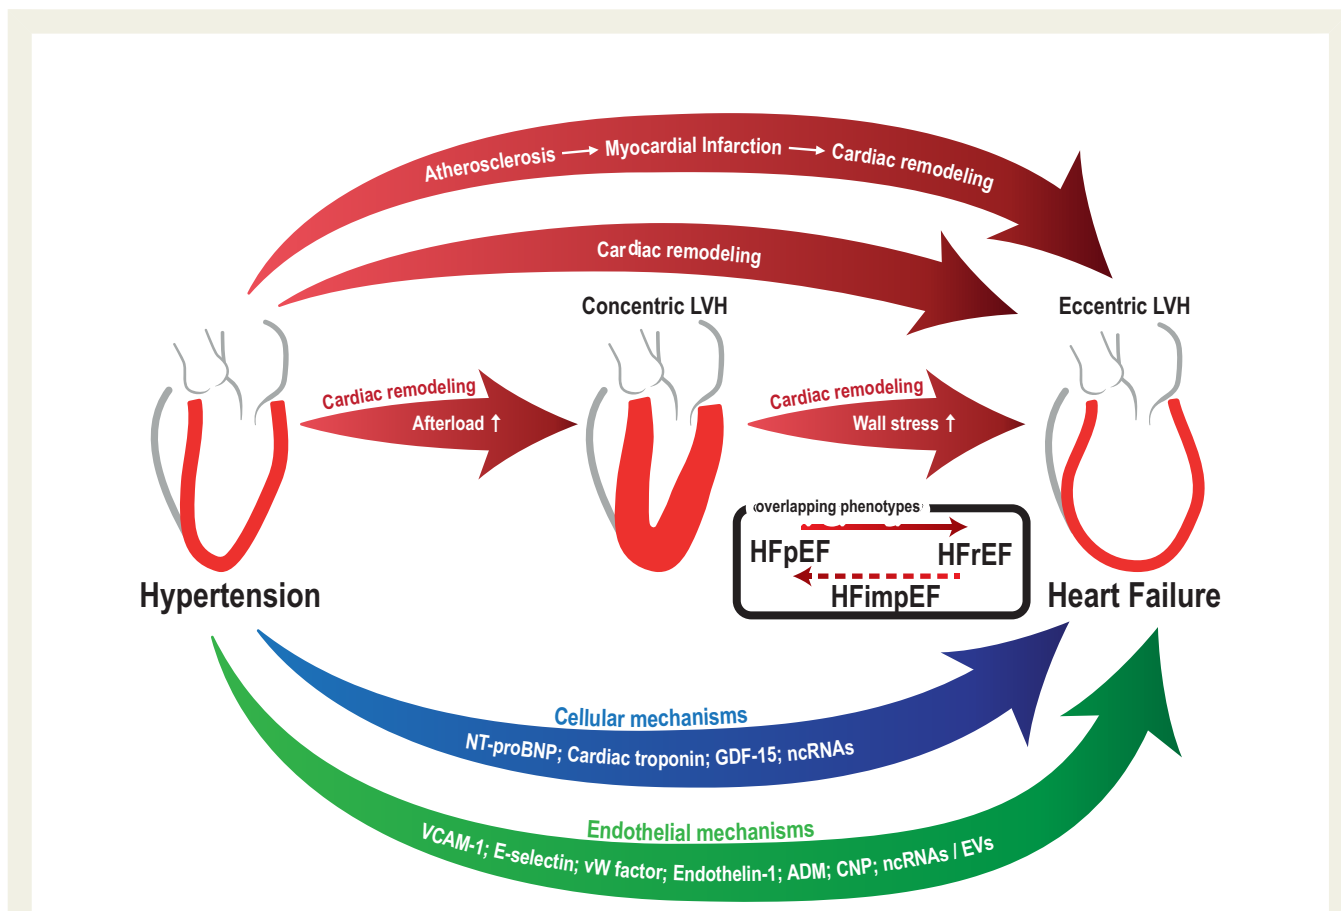 Atherosclerosis → Myocardial Infarction → Cardiac remodeling
Cardiac remodeling
Concentric LVH
Eccentric LVH
Cardiac remodeling
Afterload ↑
Cardiac remodeling
Wall stress ↑
overlapping phenotypes
HFpEF
HFrEF
HFimpEF
Hypertension
Heart Failure
Cellular mechanisms
NT-proBNP; Cardiac troponin; GDF-15; ncRNAs
Endothelial mechanisms
VCAM-1; E-selectin; vW factor; Endothelin-1; ADM; CNP; ncRNAs / EVs